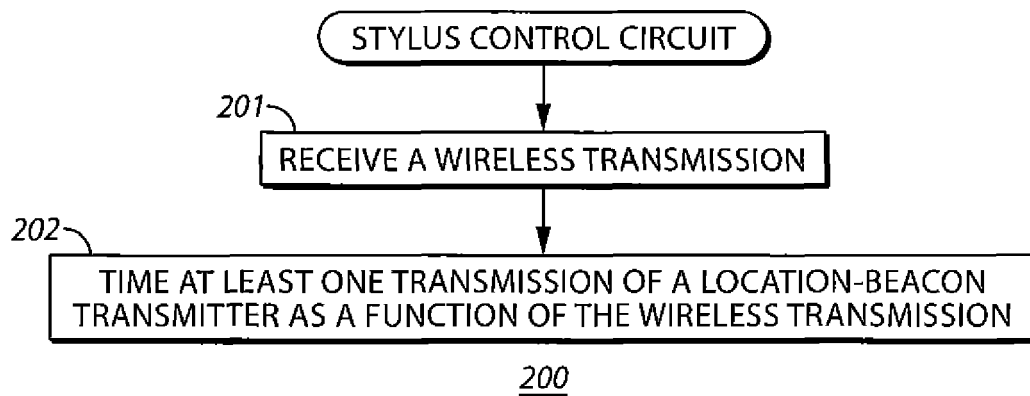 STYLUS CONTROL CIRCUIT
201
RECEIVE A WIRELESS TRANSMISSION
202
TIME AT LEAST ONE TRANSMISSION OF A LOCATION-BEACON
TRANSMITTER AS A FUNCTION OF THE WIRELESS TRANSMISSION
200